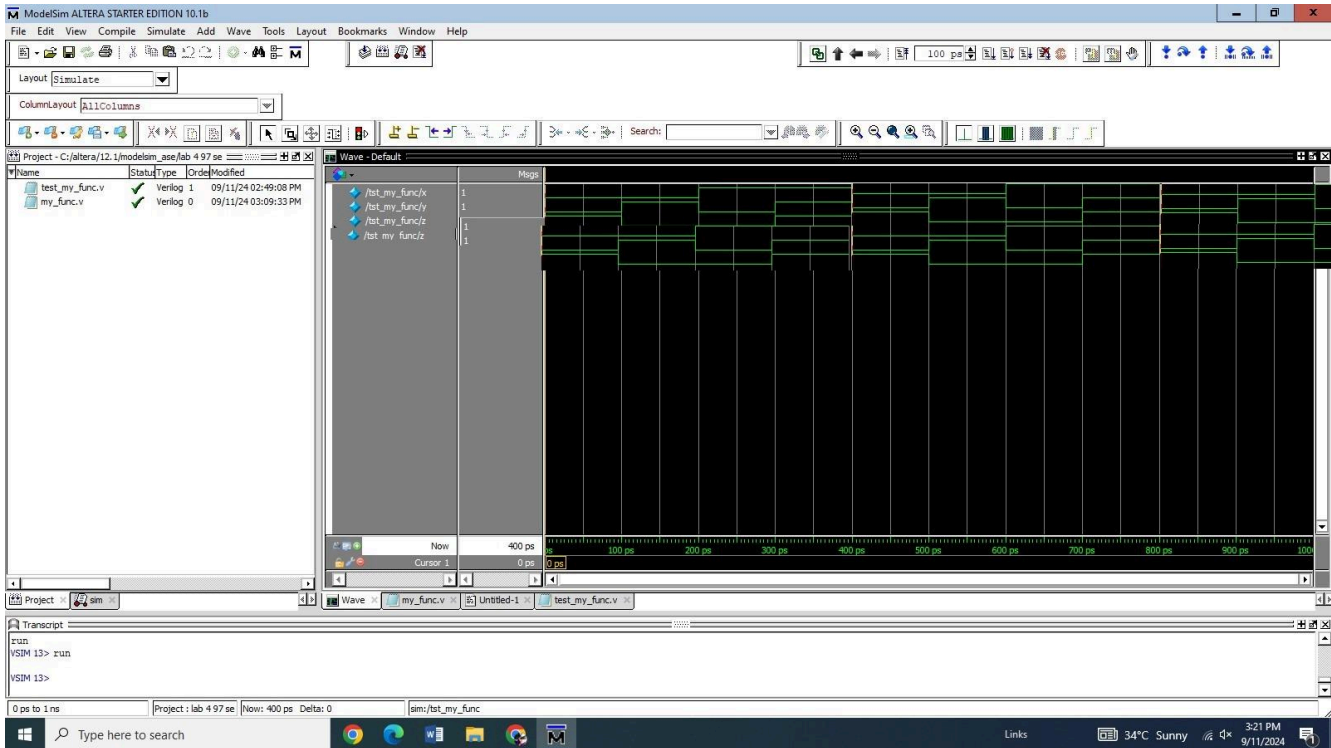 ModelSim ALTERA STARTER EDITION 10.1b
File Edit View Compile Simulate Add Wave Tools Layout Bookmarks Window Help
100 ps
Layout Simulate
ColumnLayout AllColumns
Search:
Project - C:/altera/12.1/modelsim_ase/lab 4 97 se
Wave - Default
Name Status Type Order Modified
Msgs
test_my_func.v Verilog 1 09/11/24 02:49:08 PM
my_func.v Verilog 0 09/11/24 03:09:33 PM
/tst_my_func/x 1
/tst_my_func/y 1
/tst_my_func/z 1
/tst my func/z 1
Now 400 ps
ps 100 ps 200 ps 300 ps 400 ps 500 ps 600 ps 700 ps 800 ps 900 ps 100
Cursor 1 0 ps 0 ps
Project sim Wave my_func.v Untitled-1 test_my_func.v
Transcript
run
VSIM 13> run
VSIM 13>
0 ps to 1 ns Project : lab 4 97 se Now: 400 ps Delta: 0 sim:/tst_my_func
Type here to search Links 34°C Sunny 3:21 PM
9/11/2024